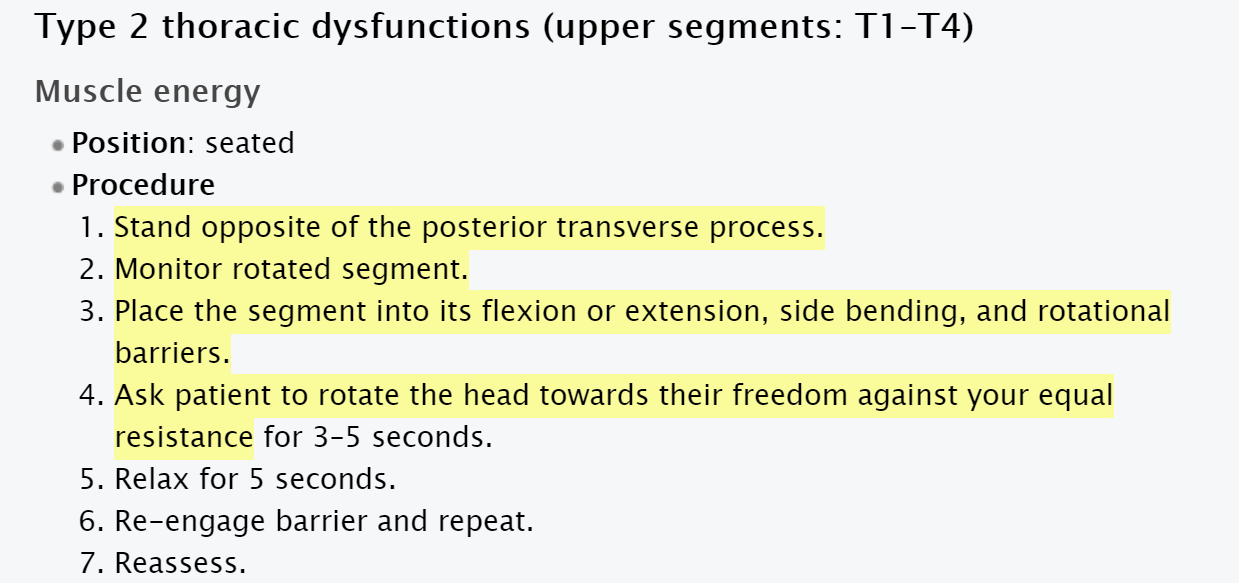 Type 2 thoracic dysfunctions (upper segments: T1–T4)
Muscle energy
Position: seated
Procedure
1. Stand opposite of the posterior transverse process.
2. Monitor rotated segment.
3. Place the segment into its flexion or extension, side bending, and rotational
barriers.
4. Ask patient to rotate the head towards their freedom against your equal
resistance for 3–5 seconds.
5. Relax for 5 seconds.
6. Re-engage barrier and repeat.
7. Reassess.